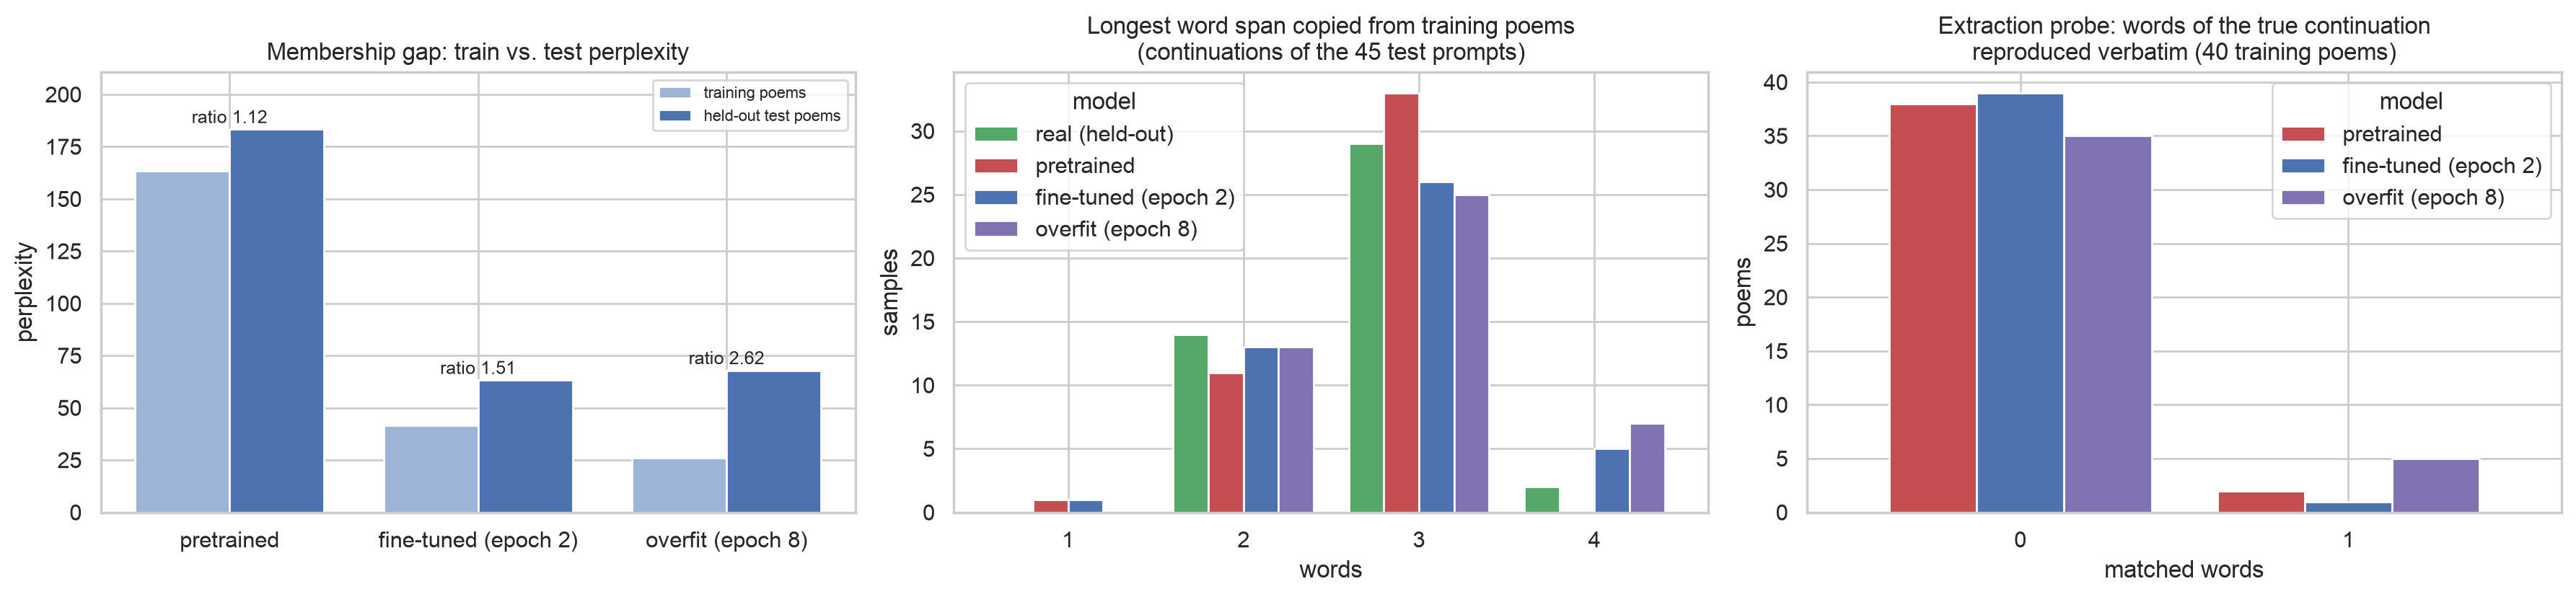 Membership gap: train vs. test perplexity
training poems
held-out test poems
ratio 1.12
ratio 1.51
ratio 2.62
perplexity
200
175
150
125
100
75
50
25
0
pretrained
fine-tuned (epoch 2)
overfit (epoch 8)
Longest word span copied from training poems
(continuations of the 45 test prompts)
model
real (held-out)
pretrained
fine-tuned (epoch 2)
overfit (epoch 8)
samples
30
25
20
15
10
5
0
1
2
3
4
words
Extraction probe: words of the true continuation
reproduced verbatim (40 training poems)
model
pretrained
fine-tuned (epoch 2)
overfit (epoch 8)
poems
40
35
30
25
20
15
10
5
0
0
1
matched words